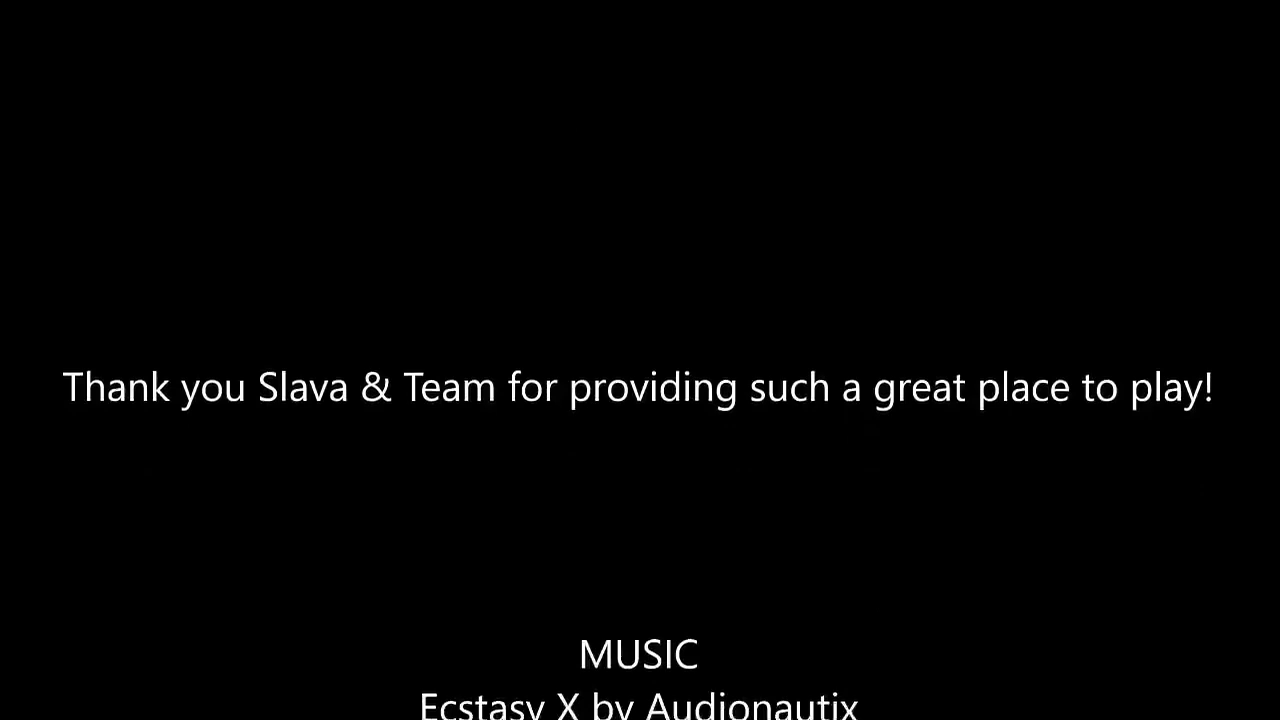 Thank you Slava & Team for providing such a great place to play!
MUSIC
Ecstasy X by Audionautix